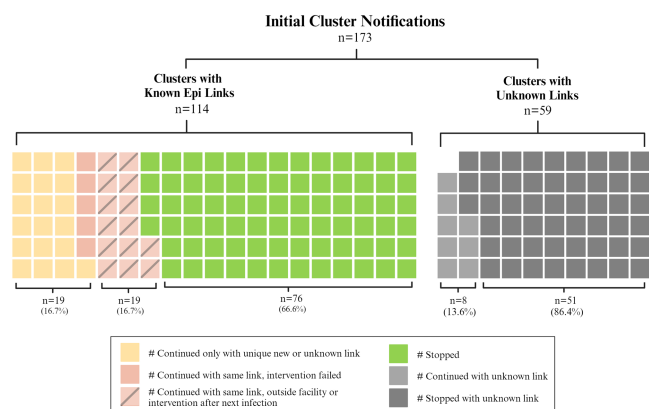 Initial Cluster Notifications
n=173
Clusters with
Known Epi Links
n=114
Clusters with
Unknown Links
n=59
n=19
(16.7%)
n=19
(16.7%)
n=76
(66.6%)
n=8
(13.6%)
n=51
(86.4%)
# Continued only with unique new or unknown link
# Continued with same link, intervention failed
# Continued with same link, outside facility or
intervention after next infection
# Stopped
# Continued with unknown link
# Stopped with unknown link